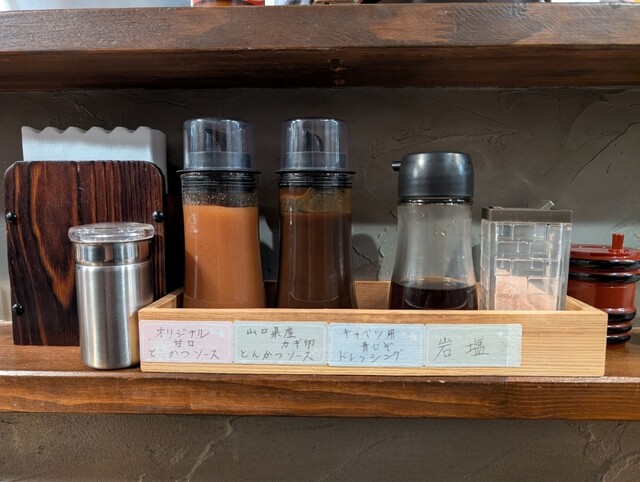 オリジナル
甘口
とんかつソース
山口県産
カギ印
とんかつソース
キャベツ用
青じそ
ドレッシング
岩塩